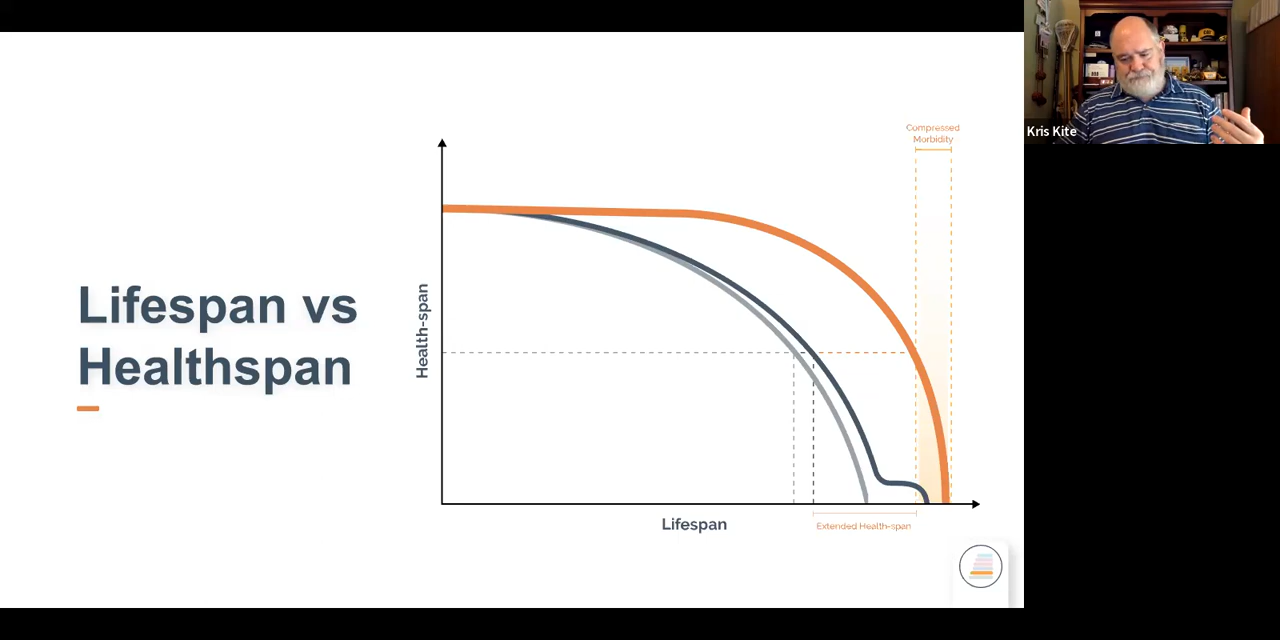 Lifespan vs
Healthspan
Health-span
Lifespan
Compressed
Morbidity
Extended Health-span
Kris Kite